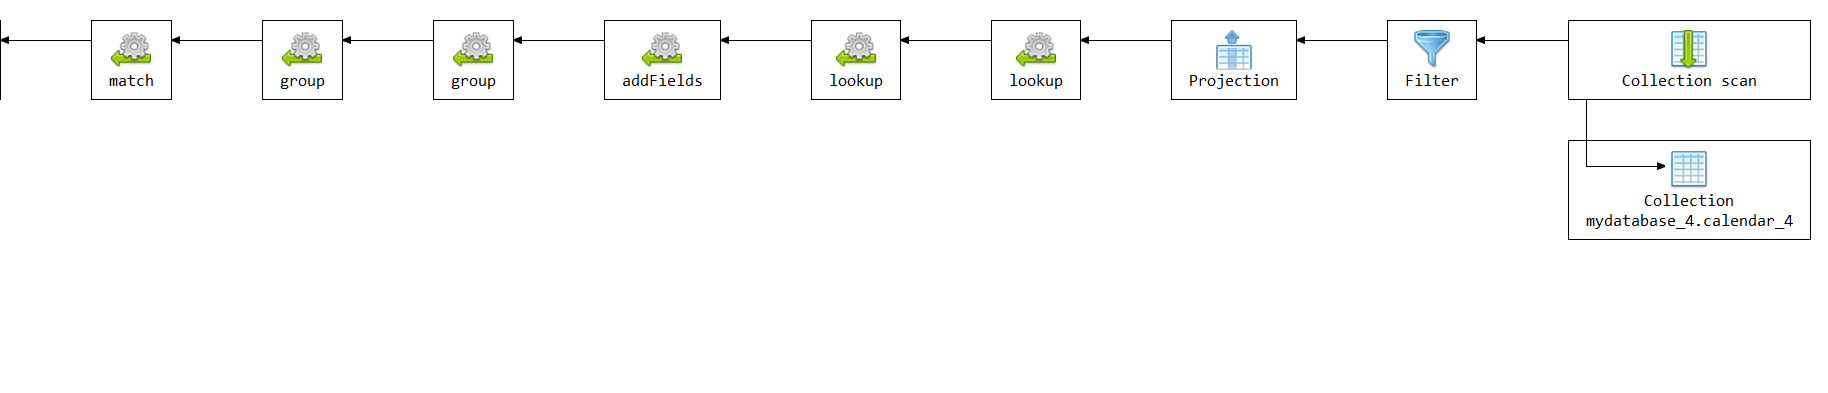 match
group
group
addFields
lookup
lookup
Projection
Filter
Collection scan
Collection
mydatabase_4.calendar_4